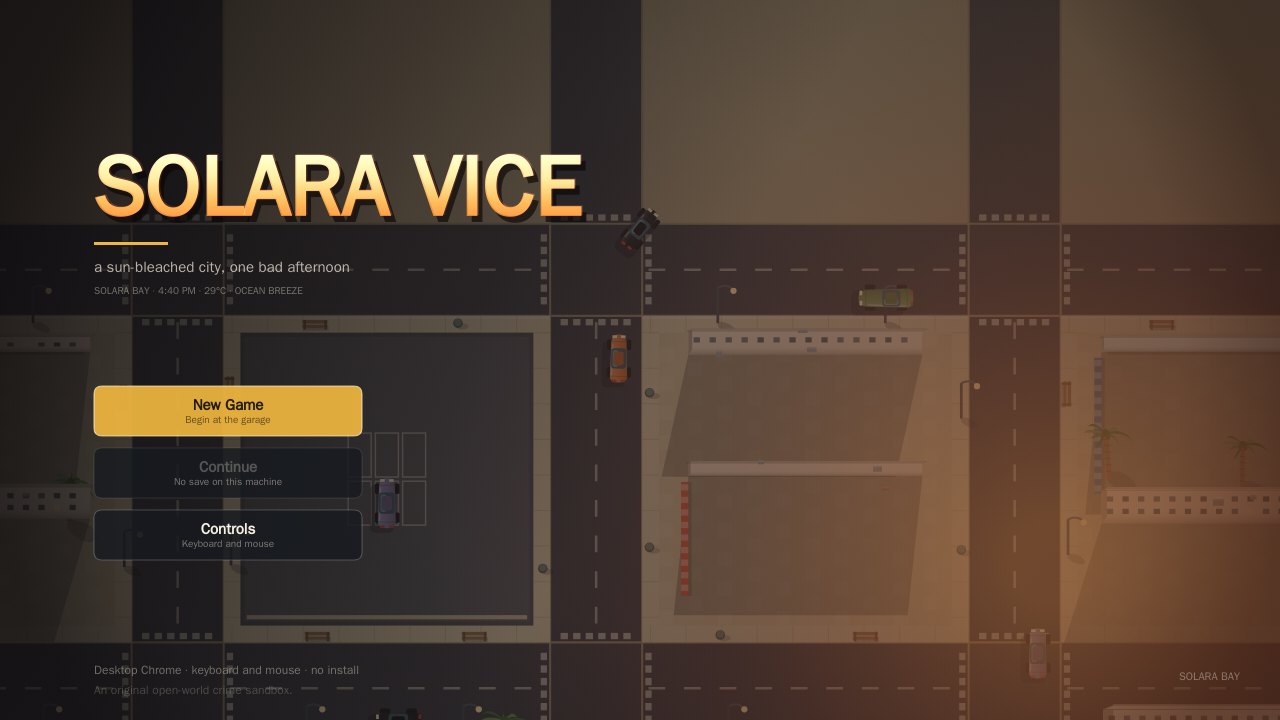 SOLARA VICE
a sun-bleached city, one bad afternoon
SOLARA BAY · 4:40 PM · 29°C · OCEAN BREEZE
New Game
Begin at the garage
Continue
No save on this machine
Controls
Keyboard and mouse
Desktop Chrome · keyboard and mouse · no install
An original open-world crime sandbox.
SOLARA BAY